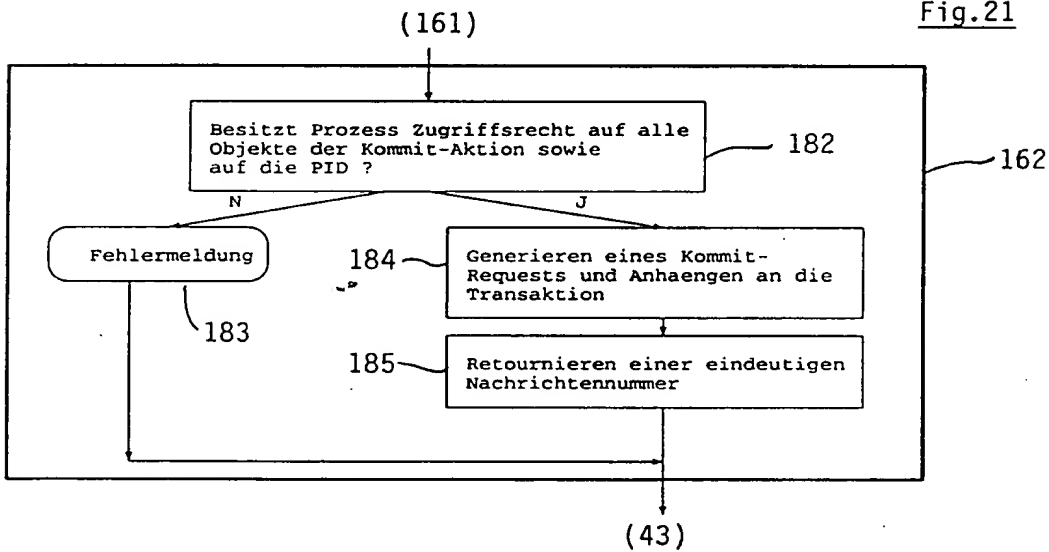 Fig.21
(161)
Besitzt Prozess Zugriffsrecht auf alle
Objekte der Kommit-Aktion sowie
auf die PID ?
182
162
N
J
Fehlermeldung
183
184
Generieren eines Kommit-
Requests und Anhaengen an die
Transaktion
185
Retournieren einer eindeutigen
Nachrichtennummer
(43)